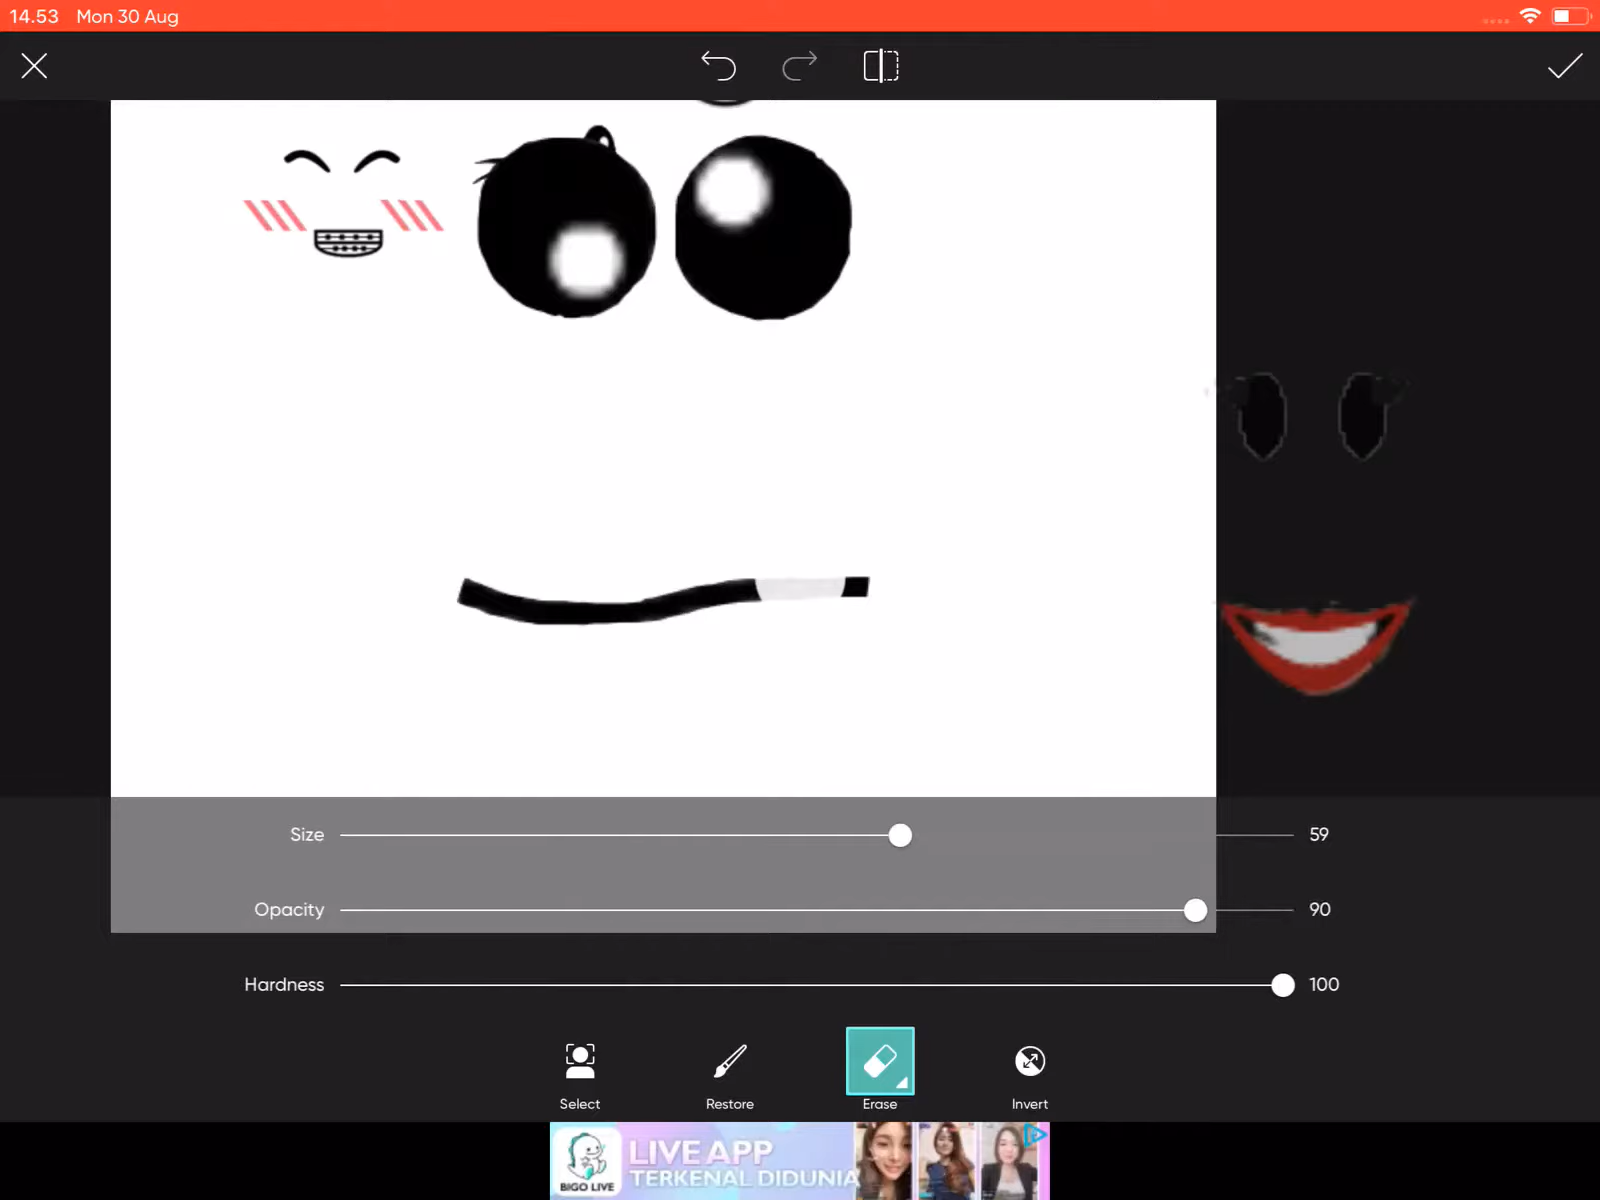 14.53 Mon 30 Aug
Size 59
Opacity 90
Hardness 100
Select Restore Erase Invert
BIGO LIVE
LIVE APP
TERKENAL DIDUNIA